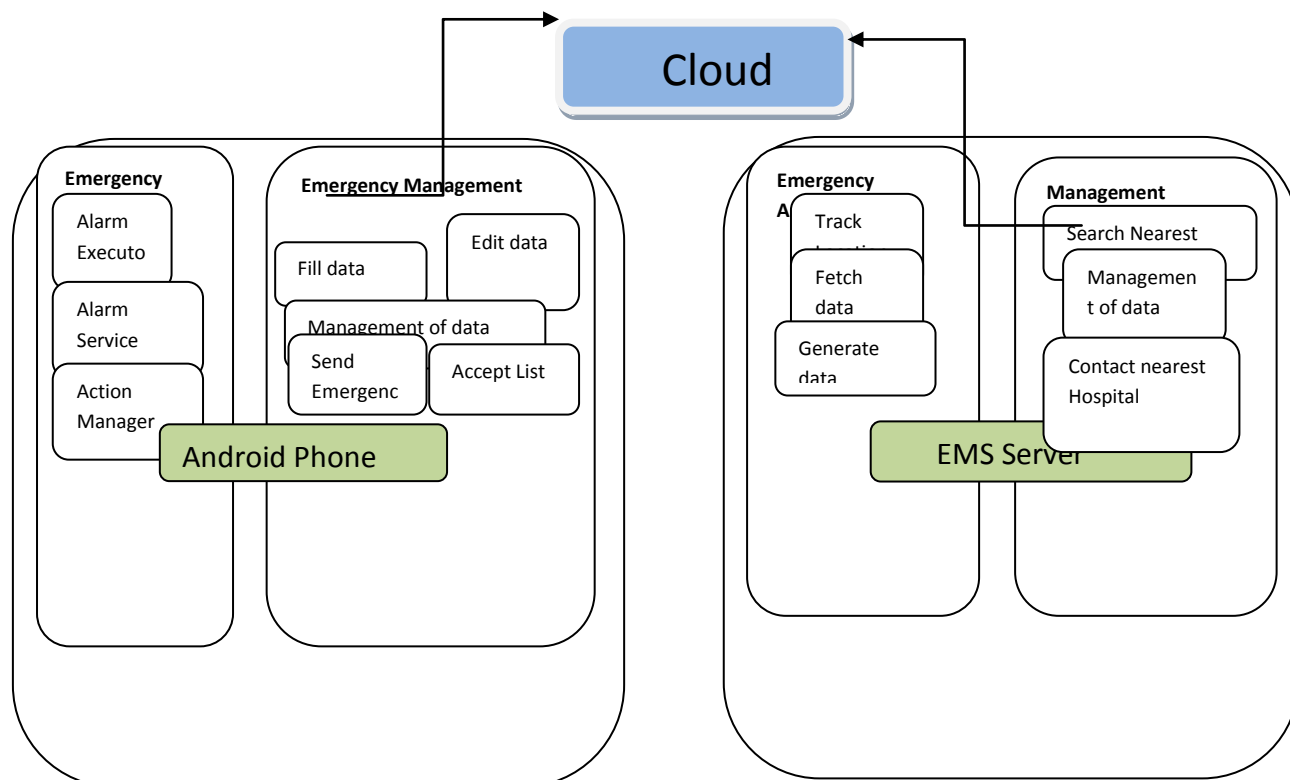 Cloud
Emergency
Alarm
Executo
Alarm
Service
Action
Manager
Emergency Management
Edit data
Fill data
Management of data
Send
Emergenc
Accept List
Android Phone
Emergency
A
Track
Fetch
data
Generate
data
Management
Search Nearest
Managemen
t of data
Contact nearest
Hospital
EMS Server